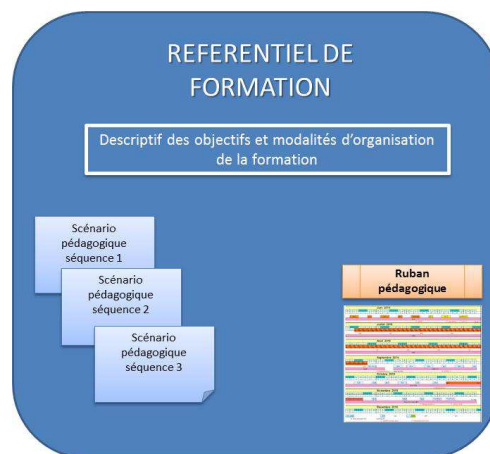 RÉFERENTIEL DE
FORMATION
Descriptif des objectifs et modalités d'organisation
de la formation
Scénario
pédagogique
séquence 1
Scénario
pédagogique
séquence 2
Scénario
pédagogique
séquence 3
Ruban
pédagogique